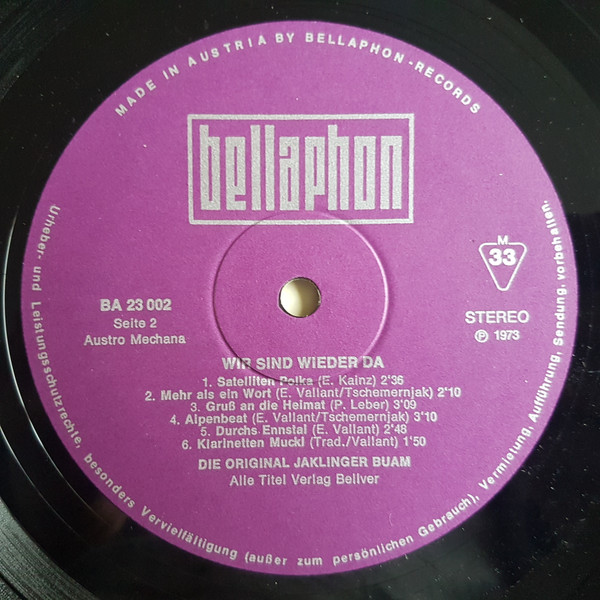 MADE IN AUSTRIA BY BELLAPHON-RECORDS
bellaphon
BA 23 002
Seite 2
Austro Mechana
M
33
STEREO
Ⓟ 1973
WIR SIND WIEDER DA
1. Satelliten Polka (E. Kainz) 2'36
2. Mehr als ein Wort (E. Vallant/Tschemernjak) 2'10
3. Gruß an die Heimat (P. Leber) 3'09
4. Alpenbeat (E. Vallant/Tschemernjak) 3'10
5. Durchs Ennstal (E. Vallant) 2'48
6. Klarinetten Muckl (Trad./Vallant) 1'50
DIE ORIGINAL JAKLINGER BUAM
Alle Titel Verlag Bellver
Urheber- und Leistungsschutzrechte, besonders Vervielfältigung (außer zum persönlichen Gebrauch), Vermietung, Aufführung, Sendung, vorbehalten.